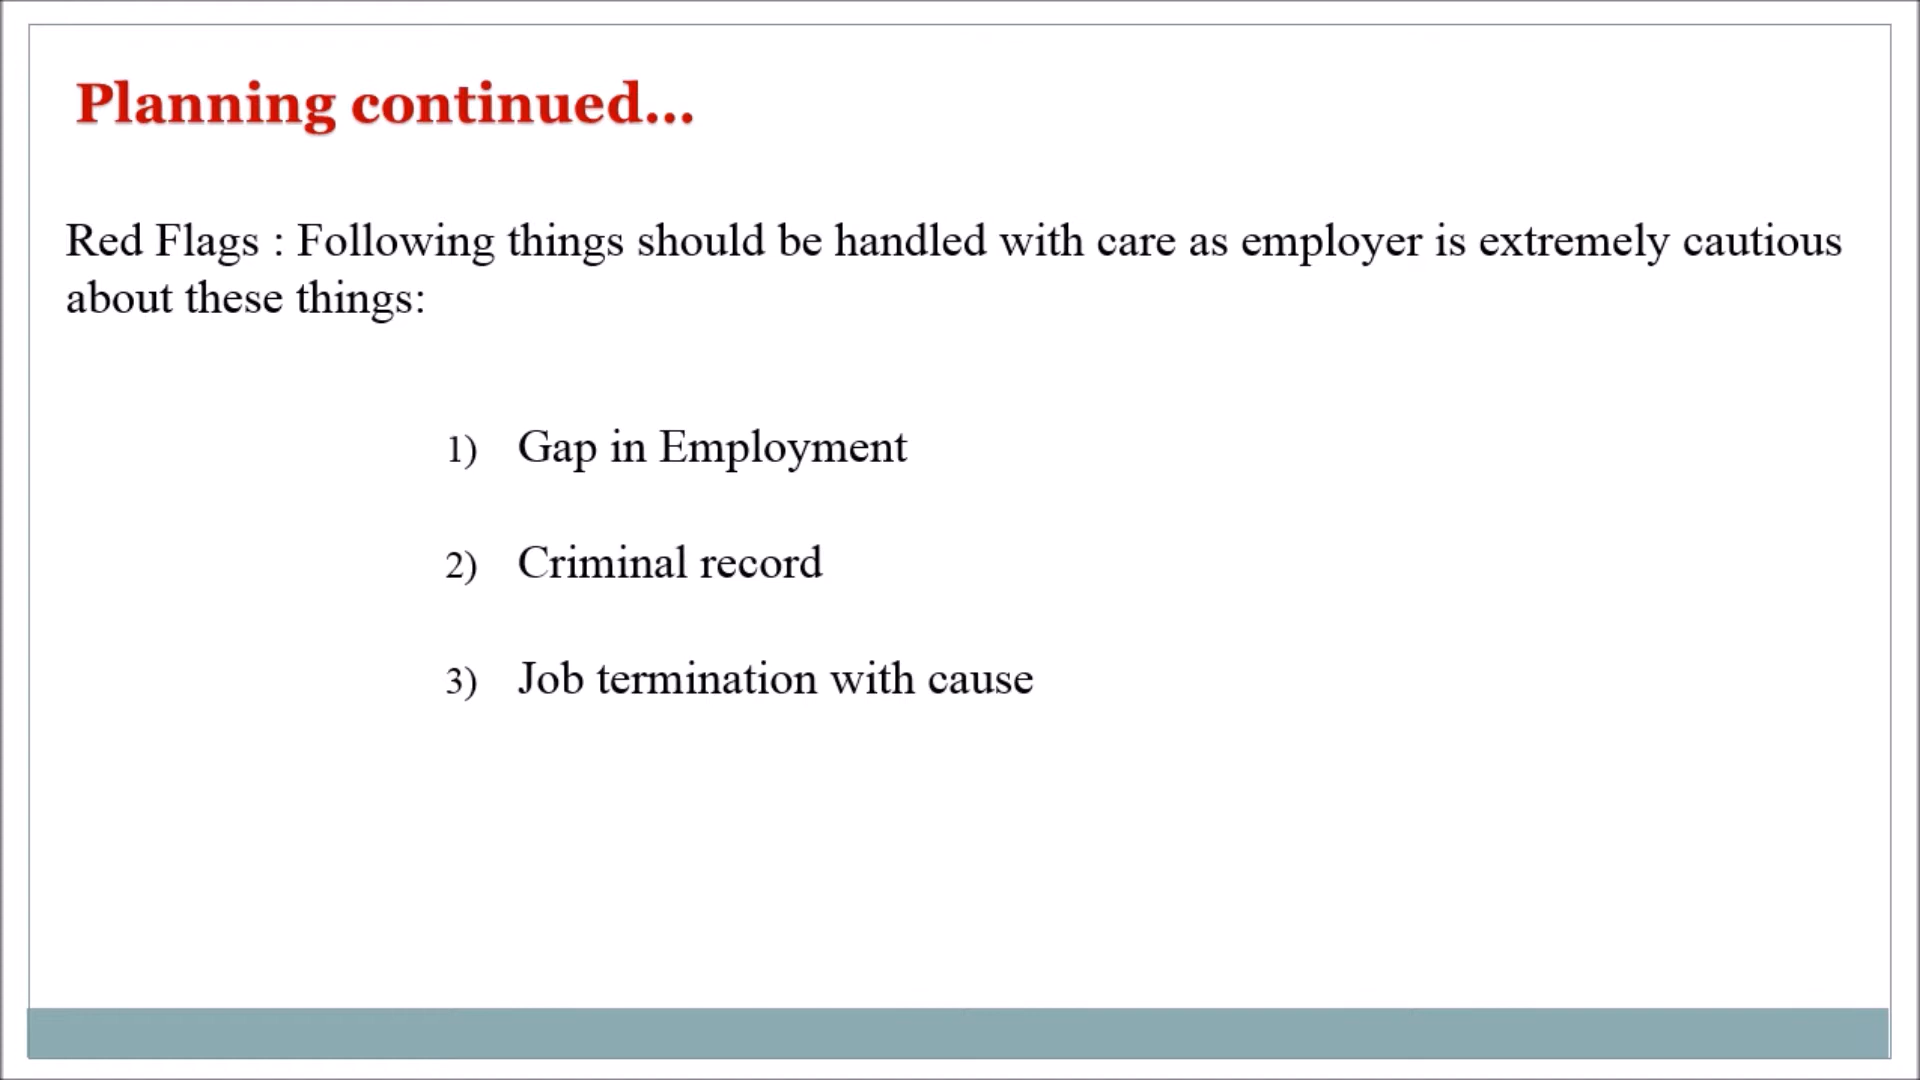 Planning continued...
Red Flags : Following things should be handled with care as employer is extremely cautious
about these things:
1) Gap in Employment
2) Criminal record
3) Job termination with cause